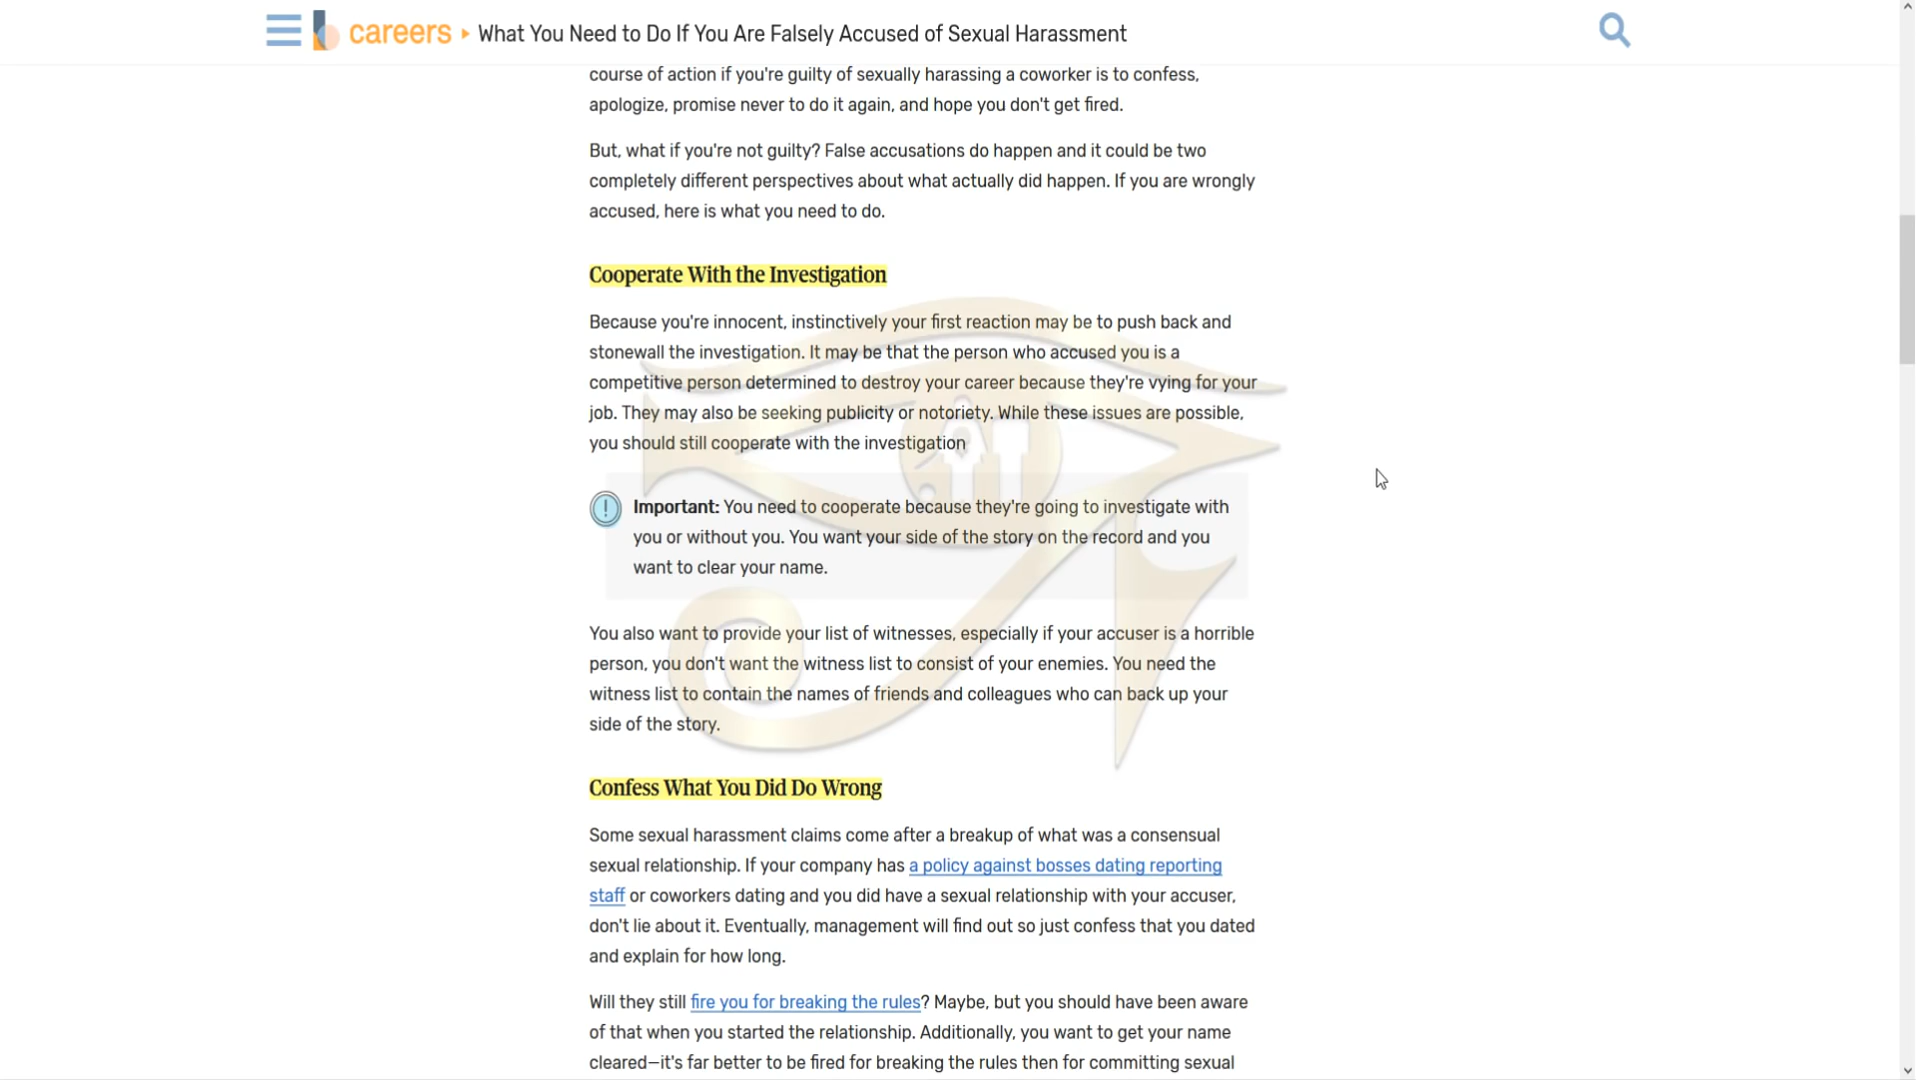 careers ▸ What You Need to Do If You Are Falsely Accused of Sexual Harassment
course of action if you're guilty of sexually harassing a coworker is to confess,
apologize, promise never to do it again, and hope you don't get fired.
But, what if you're not guilty? False accusations do happen and it could be two
completely different perspectives about what actually did happen. If you are wrongly
accused, here is what you need to do.
Cooperate With the Investigation
Because you're innocent, instinctively your first reaction may be to push back and
stonewall the investigation. It may be that the person who accused you is a
competitive person determined to destroy your career because they're vying for your
job. They may also be seeking publicity or notoriety. While these issues are possible,
you should still cooperate with the investigation
Important: You need to cooperate because they're going to investigate with
you or without you. You want your side of the story on the record and you
want to clear your name.
You also want to provide your list of witnesses, especially if your accuser is a horrible
person, you don't want the witness list to consist of your enemies. You need the
witness list to contain the names of friends and colleagues who can back up your
side of the story.
Confess What You Did Do Wrong
Some sexual harassment claims come after a breakup of what was a consensual
sexual relationship. If your company has a policy against bosses dating reporting
staff or coworkers dating and you did have a sexual relationship with your accuser,
don't lie about it. Eventually, management will find out so just confess that you dated
and explain for how long.
Will they still fire you for breaking the rules? Maybe, but you should have been aware
of that when you started the relationship. Additionally, you want to get your name
cleared—it's far better to be fired for breaking the rules then for committing sexual